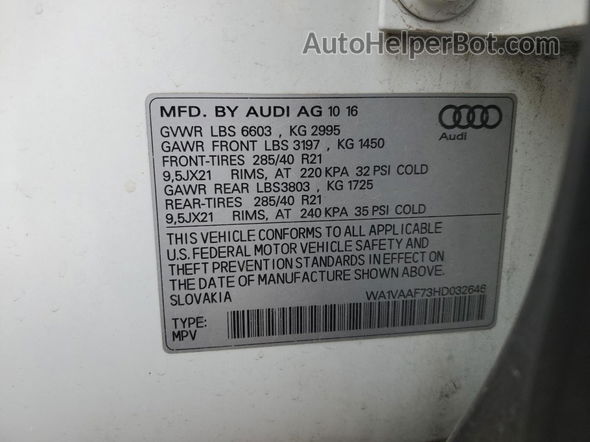 AutoHelperBot.com
MFD. BY AUDI AG 10 16
GVWR LBS 6603 , KG 2995
GAWR FRONT LBS 3197 , KG 1450
FRONT-TIRES 285/40 R21
9,5JX21 RIMS, AT 220 KPA 32 PSI COLD
GAWR REAR LBS3803 , KG 1725
REAR-TIRES 285/40 R21
9,5JX21 RIMS, AT 240 KPA 35 PSI COLD
Audi
THIS VEHICLE CONFORMS TO ALL APPLICABLE
U.S. FEDERAL MOTOR VEHICLE SAFETY AND
THEFT PREVENTION STANDARDS IN EFFECT ON
THE DATE OF MANUFACTURE SHOWN ABOVE.
SLOVAKIA WA1VAAF73HD032646
TYPE:
MPV